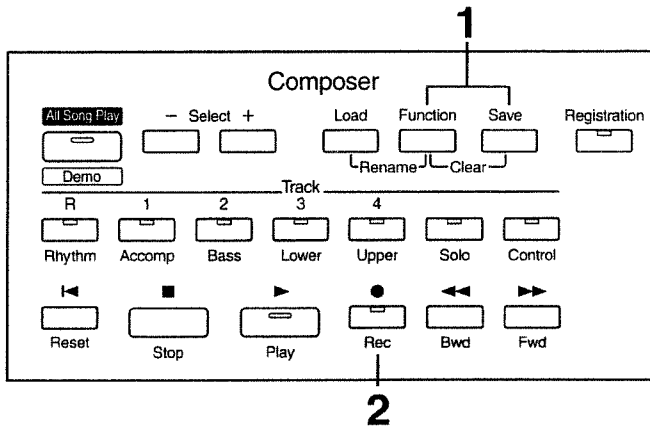 1
Composer
All Song Play
− Select +
Load
Function
Save
Registration
Demo
Rename
Clear
Track
R 1 2 3 4
Rhythm Accomp Bass Lower Upper Solo Control
Reset Stop Play Rec Bwd Fwd
2